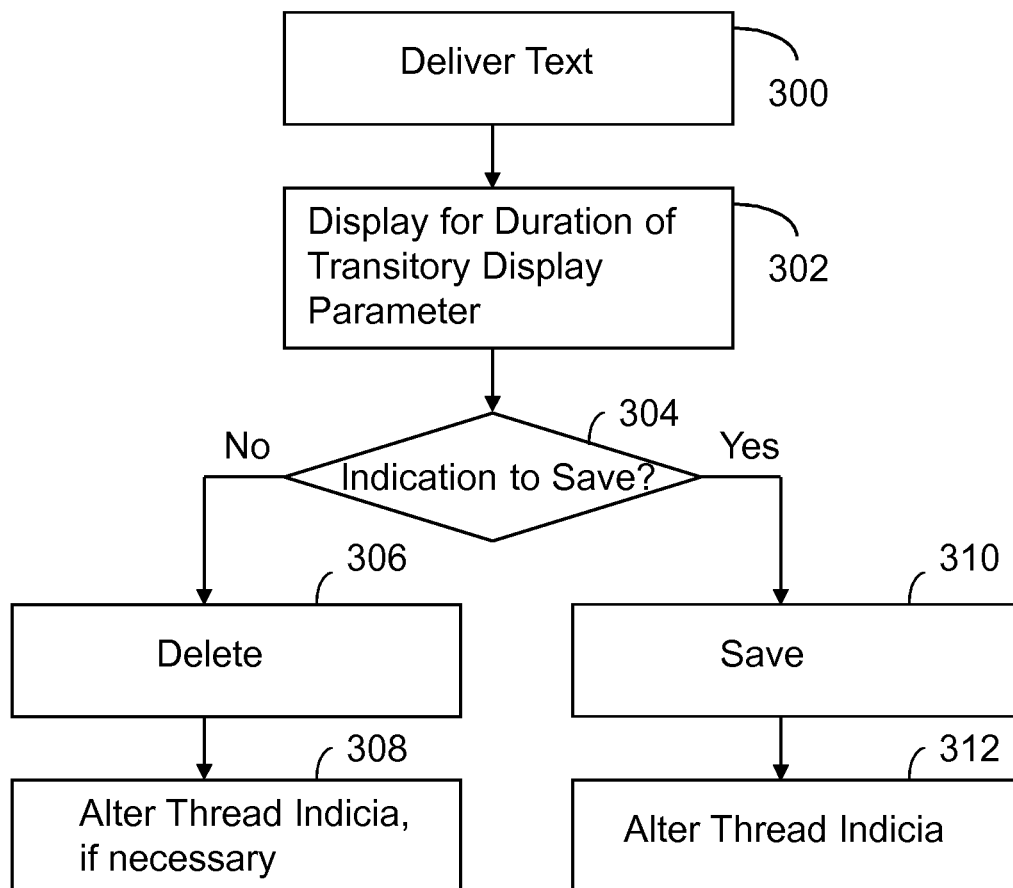 Deliver Text
300
Display for Duration of
Transitory Display
Parameter
302
304
No
Yes
Indication to Save?
306
310
Delete
Save
308
312
Alter Thread Indicia,
if necessary
Alter Thread Indicia